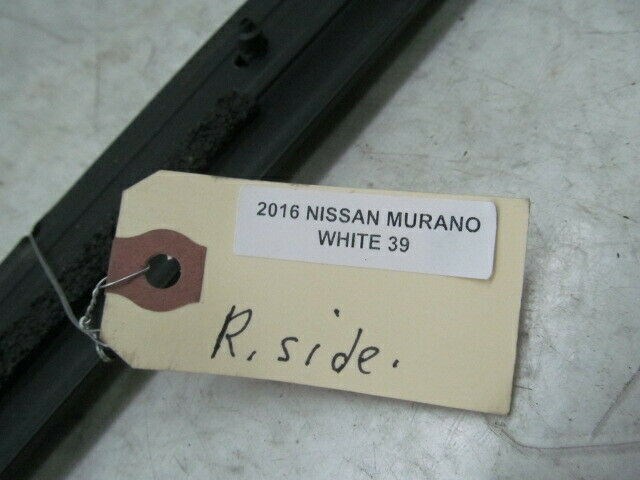 2016 NISSAN MURANO
WHITE 39
R. side.